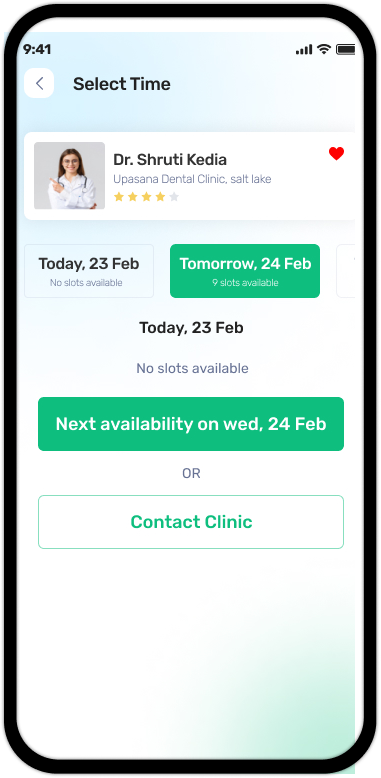 9:41
Select Time
Dr. Shruti Kedia
Upasana Dental Clinic, salt lake
Today, 23 Feb
No slots available
Tomorrow, 24 Feb
9 slots available
Today, 23 Feb
No slots available
Next availability on wed, 24 Feb
OR
Contact Clinic